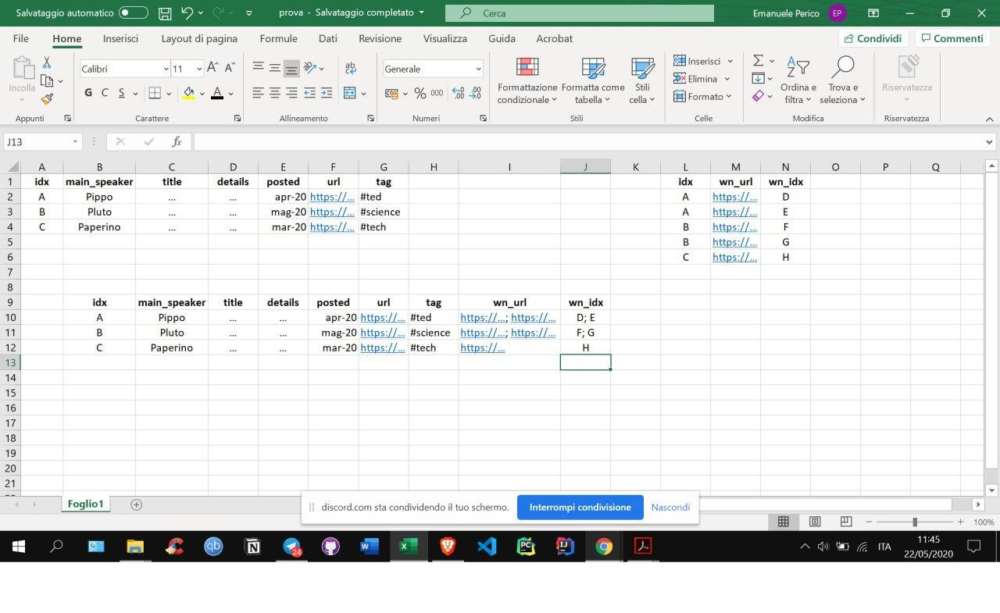 Salvataggio automatico prova - Salvataggio completato Cerca Emanuele Perico EP
File Home Inserisci Layout di pagina Formule Dati Revisione Visualizza Guida Acrobat Condividi Commenti
Incolla Calibri 11 Generale Formattazione condizionale Formatta come tabella Stili cella Inserisci Elimina Formato Ordina e filtra Trova e seleziona Riservatezza
G C S % 000
Appunti Carattere Allineamento Numeri Stili Celle Modifica Riservatezza
J13 fx
A B C D E F G H I J K L M N O P Q
1 idx main_speaker title details posted url tag idx wn_url wn_idx
2 A Pippo ... ... apr-20 https://... #ted A https://... D
3 B Pluto ... ... mag-20 https://... #science A https://... E
4 C Paperino ... ... mar-20 https://... #tech B https://... F
5 B https://... G
6 C https://... H
7
8
9 idx main_speaker title details posted url tag wn_url wn_idx
10 A Pippo ... ... apr-20 https://... #ted https://...; https://... D; E
11 B Pluto ... ... mag-20 https://... #science https://...; https://... F; G
12 C Paperino ... ... mar-20 https://... #tech https://... H
13
14
15
16
17
18
19
20
21
Foglio1
discord.com sta condividendo il tuo schermo. Interrompi condivisione Nascondi
100%
24 ITA 11:45
22/05/2020